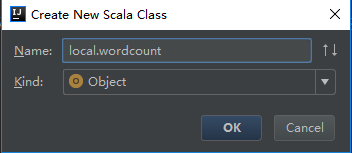 Create New Scala Class
Name: local.wordcount
Kind: Object
OK Cancel